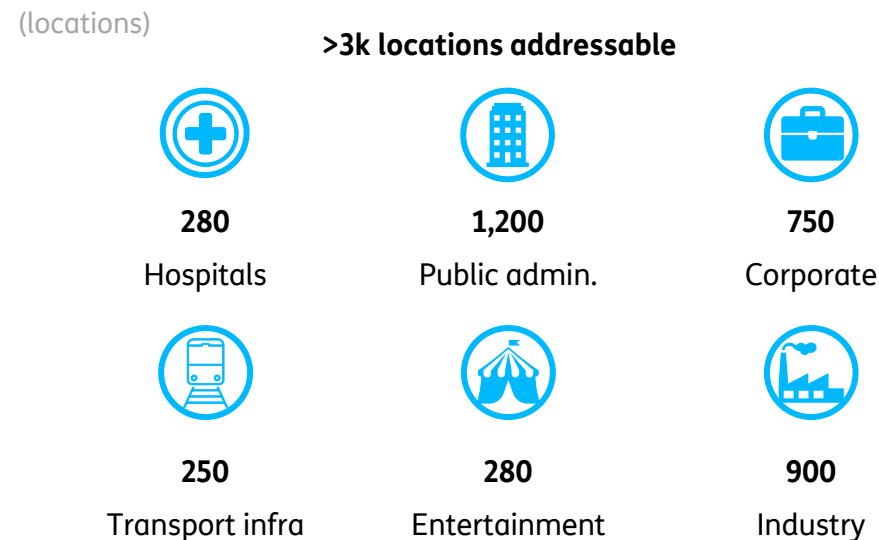 (locations)
>3k locations addressable
280
1,200
750
Hospitals
Public admin.
Corporate
250
280
900
Transport infra
Entertainment
Industry